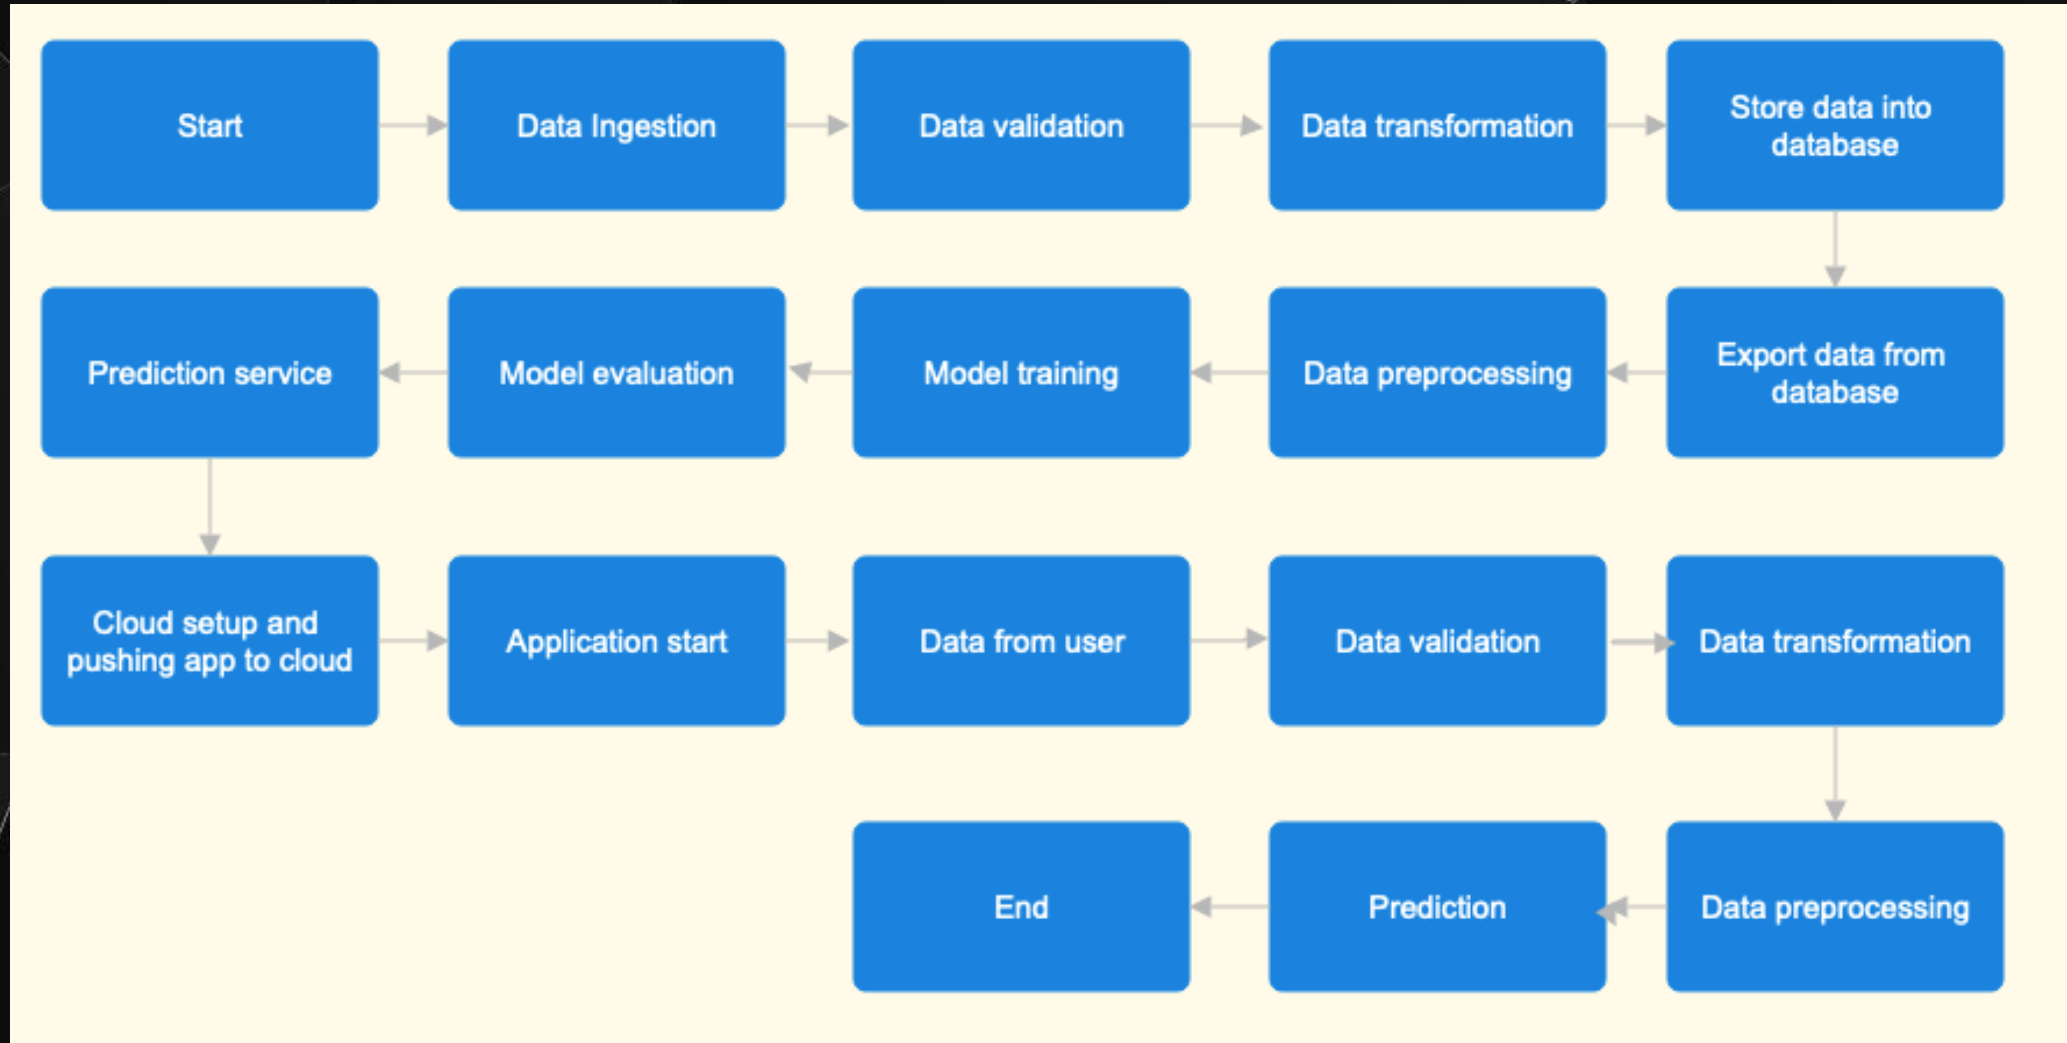 Start
Data Ingestion
Data validation
Data transformation
Store data into
database
Prediction service
Model evaluation
Model training
Data preprocessing
Export data from
database
Cloud setup and
pushing app to cloud
Application start
Data from user
Data validation
Data transformation
End
Prediction
Data preprocessing